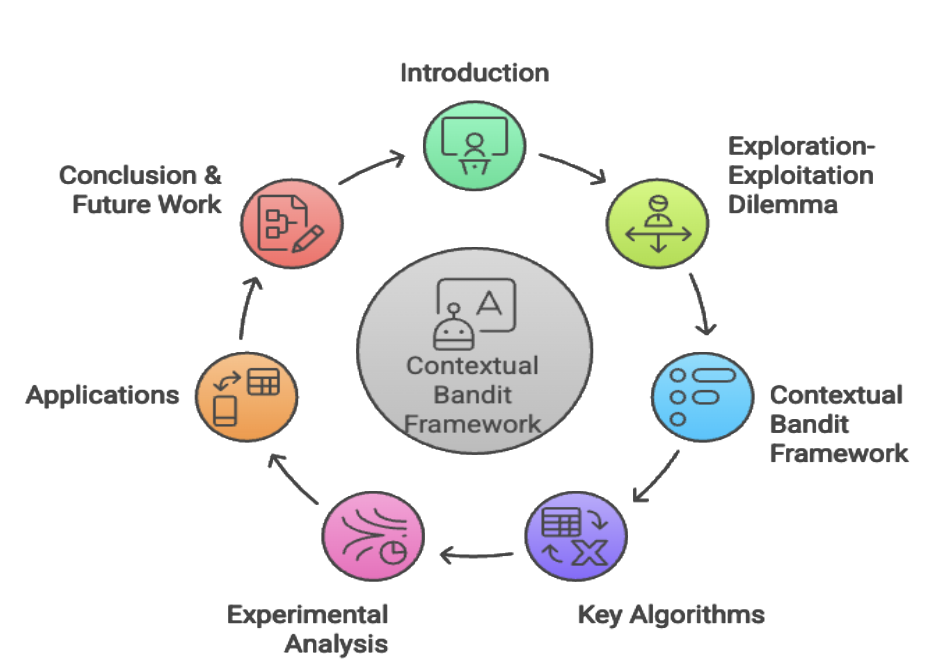 Introduction
Exploration-
Exploitation
Dilemma
Contextual
Bandit
Framework
Key Algorithms
Experimental
Analysis
Applications
Conclusion &
Future Work
A
Contextual
Bandit
Framework